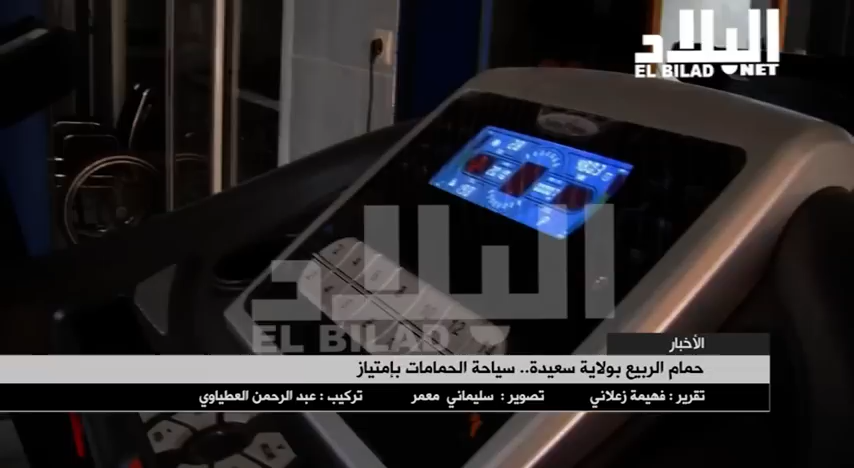 البلاد
EL BILAD.NET
البلاد
EL BILAD
الأخبار
حمام الربيع بولاية سعيدة.. سياحة الحمامات بإمتياز
تقرير : فهيمة زعلاني تصوير : سليماني معمر تركيب : عبد الرحمن العطياوي